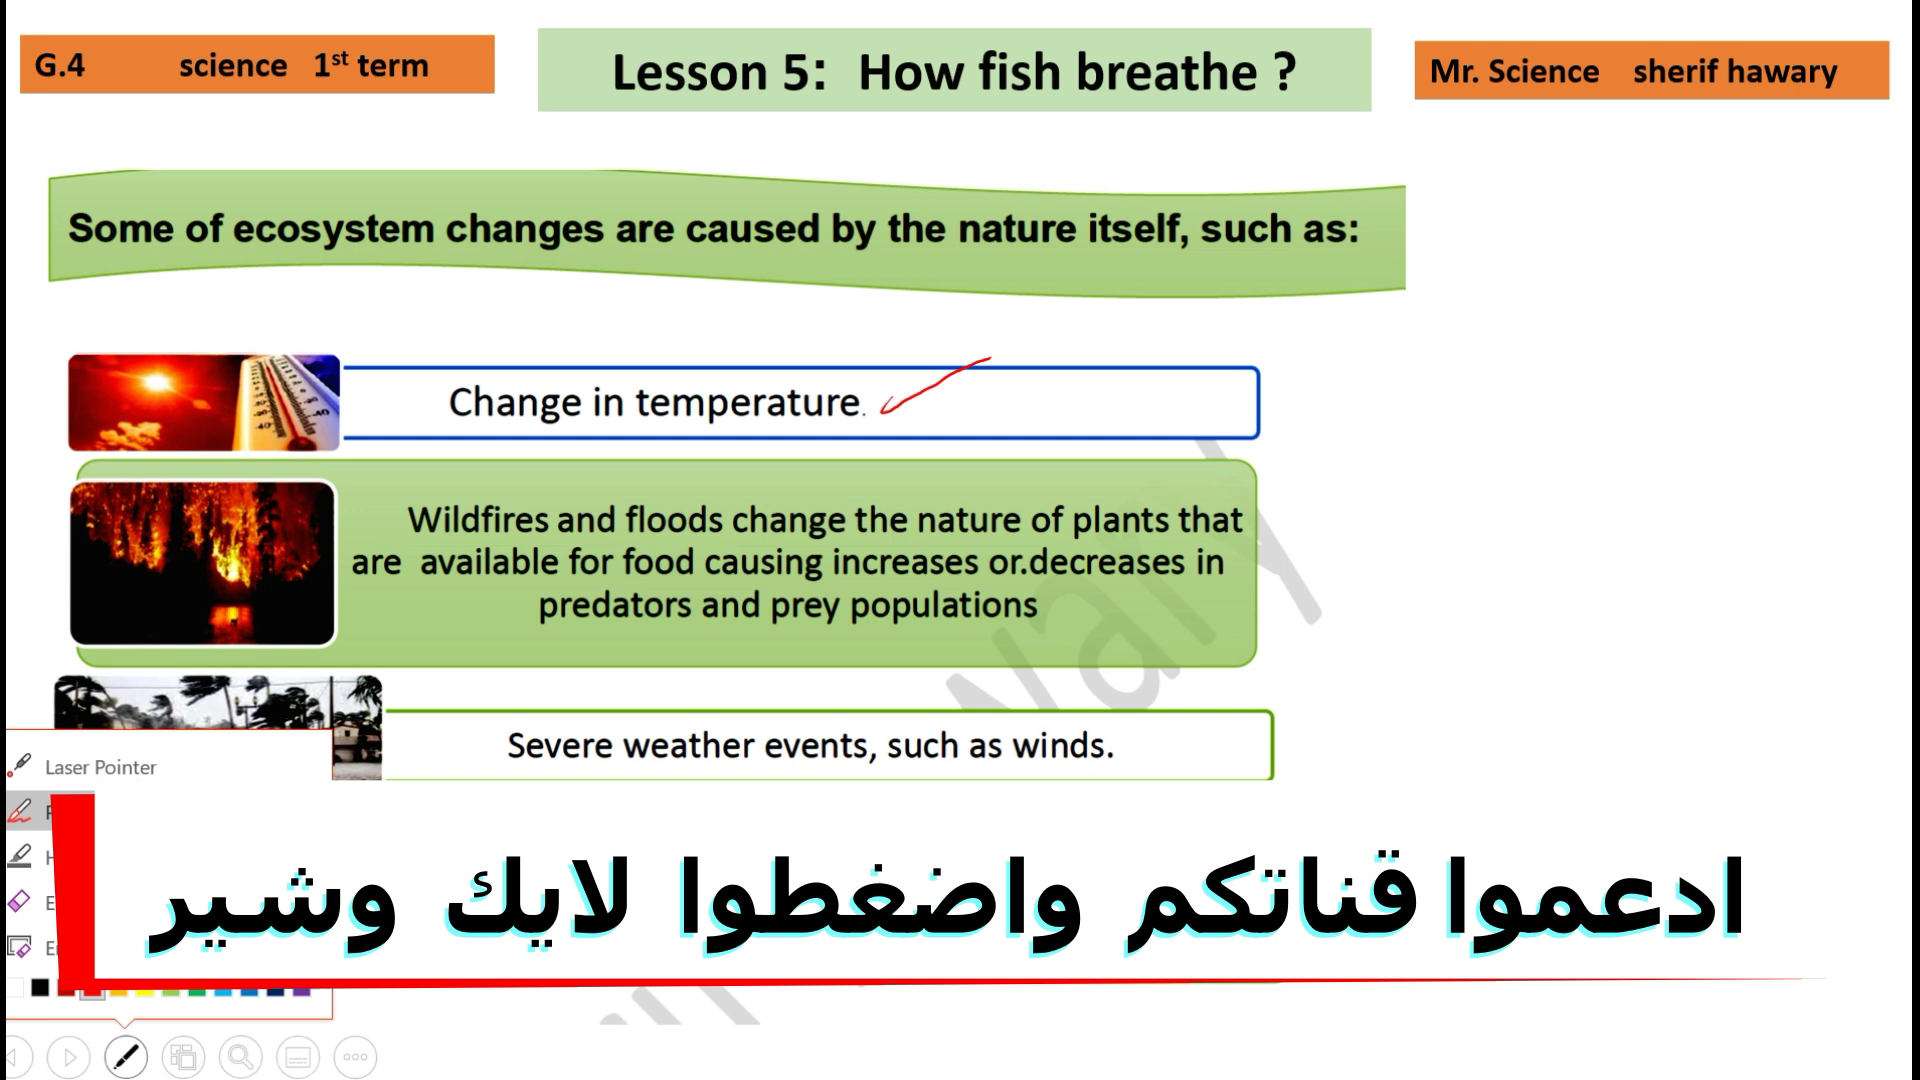 G.4 science 1st term
Lesson 5: How fish breathe ?
Mr. Science sherif hawary
Some of ecosystem changes are caused by the nature itself, such as:
Change in temperature.
Wildfires and floods change the nature of plants that
are available for food causing increases or.decreases in
predators and prey populations
Severe weather events, such as winds.
Laser Pointer
ادعموا قناتكم واضغطوا لايك وشير